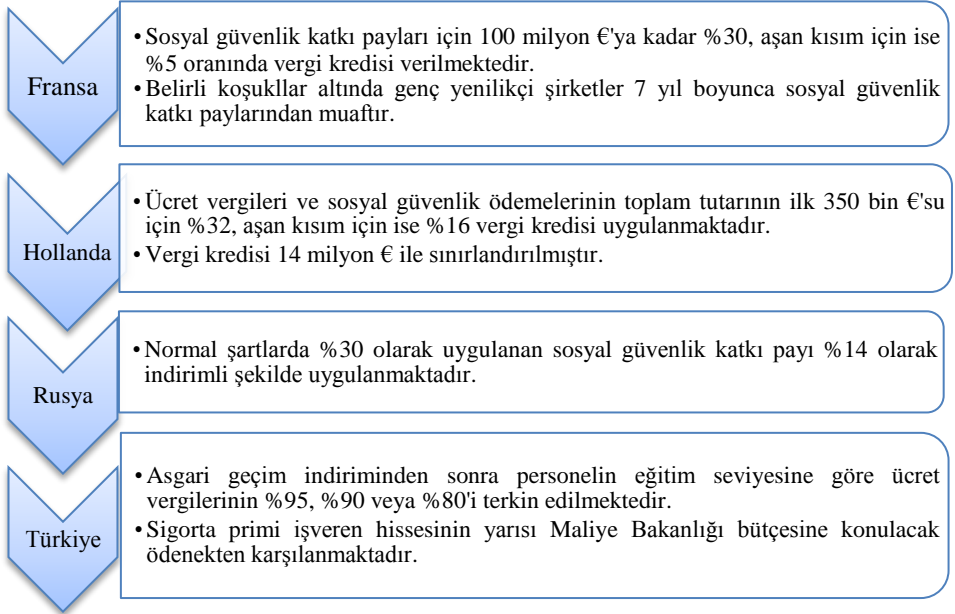 Fransa
• Sosyal güvenlik katkı payları için 100 milyon €'ya kadar %30, aşan kısım için ise
%5 oranında vergi kredisi verilmektedir.
• Belirli koşukllar altında genç yenilikçi şirketler 7 yıl boyunca sosyal güvenlik
katkı paylarından muaftır.
Hollanda
• Ücret vergileri ve sosyal güvenlik ödemelerinin toplam tutarının ilk 350 bin €'su
için %32, aşan kısım için ise %16 vergi kredisi uygulanmaktadır.
• Vergi kredisi 14 milyon € ile sınırlandırılmıştır.
Rusya
• Normal şartlarda %30 olarak uygulanan sosyal güvenlik katkı payı %14 olarak
indirimli şekilde uygulanmaktadır.
Türkiye
• Asgari geçim indiriminden sonra personelin eğitim seviyesine göre ücret
vergilerinin %95, %90 veya %80'i terkin edilmektedir.
• Sigorta primi işveren hissesinin yarısı Maliye Bakanlığı bütçesine konulacak
ödenekten karşılanmaktadır.